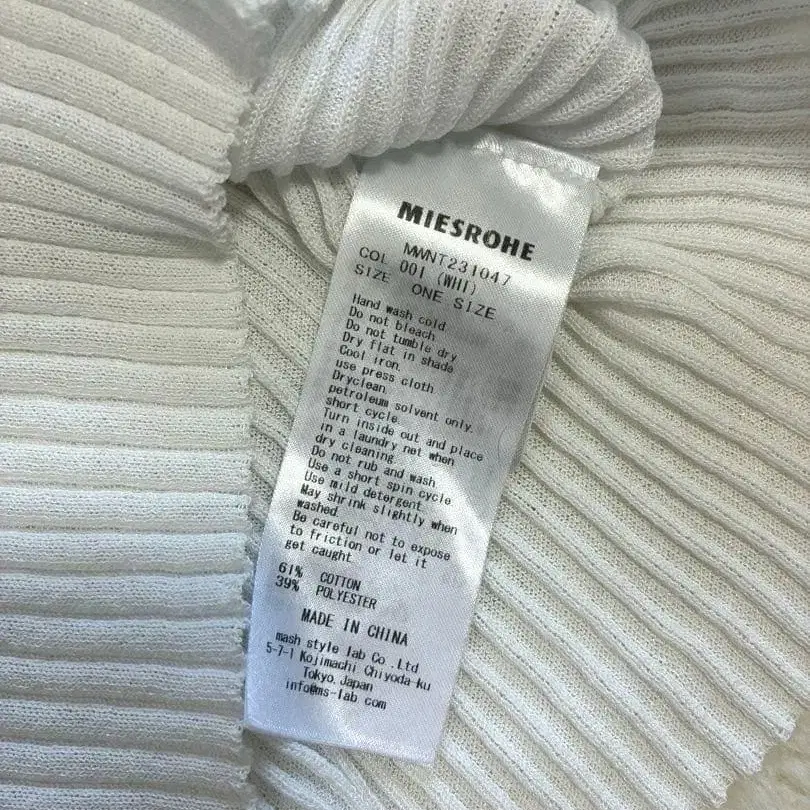 MIESROHE
MWNT231047
COL 001 (WHI)
SIZE ONE SIZE
Hand wash cold
Do not bleach
Do not tumble dry
Dry flat in shade
Cool iron.
use press cloth
Dryclean.
petroleum solvent only.
short cycle.
Turn inside out and place
in a laundry net when
dry cleaning
Do not rub and wash
Use a short spin cycle
Use mild detergent.
May shrink slightly when
washed.
Be careful not to expose
to friction or let it
get caught.
61% COTTON
39% POLYESTER
MADE IN CHINA
mash style lab Co.Ltd
5-7-1 Kojimachi Chiyoda-ku
Tokyo.Japan
info@ms-lab com